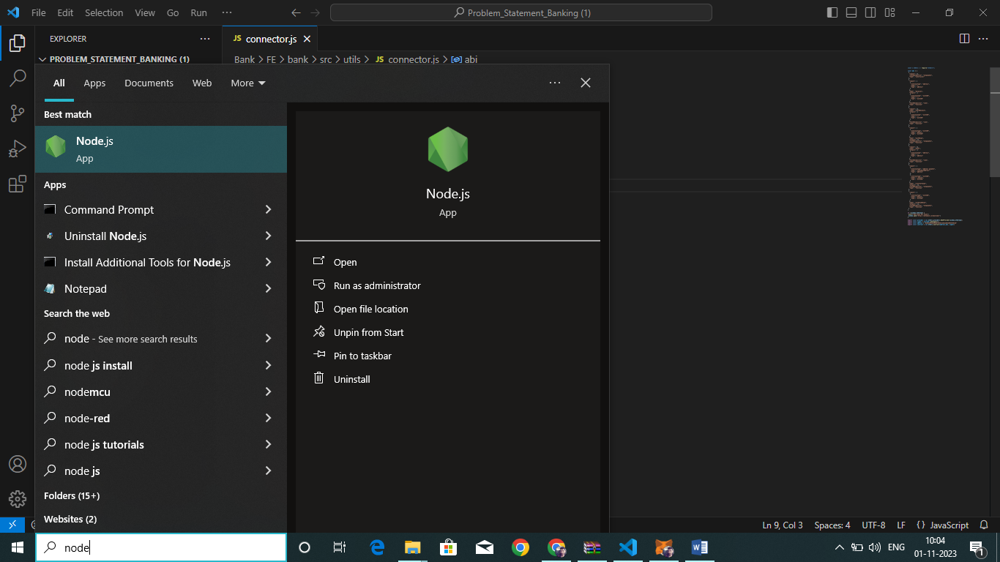 File Edit Selection View Go Run ···
Problem_Statement_Banking (1)
EXPLORER ···
JS connector.js
PROBLEM_STATEMENT_BANKING (1)
Bank > FE > bank > src > utils > JS connector.js > abi
All Apps Documents Web More ···
Best match
Node.js
App
Apps
Command Prompt
Uninstall Node.js
Install Additional Tools for Node.js
Notepad
Search the web
node - See more search results
node js install
nodemcu
node-red
node js tutorials
node js
Folders (15+)
Websites (2)
Node.js
App
Open
Run as administrator
Open file location
Unpin from Start
Pin to taskbar
Uninstall
Ln 9, Col 3 Spaces: 4 UTF-8 LF {} JavaScript
node
ENG
10:04
01-11-2023
1